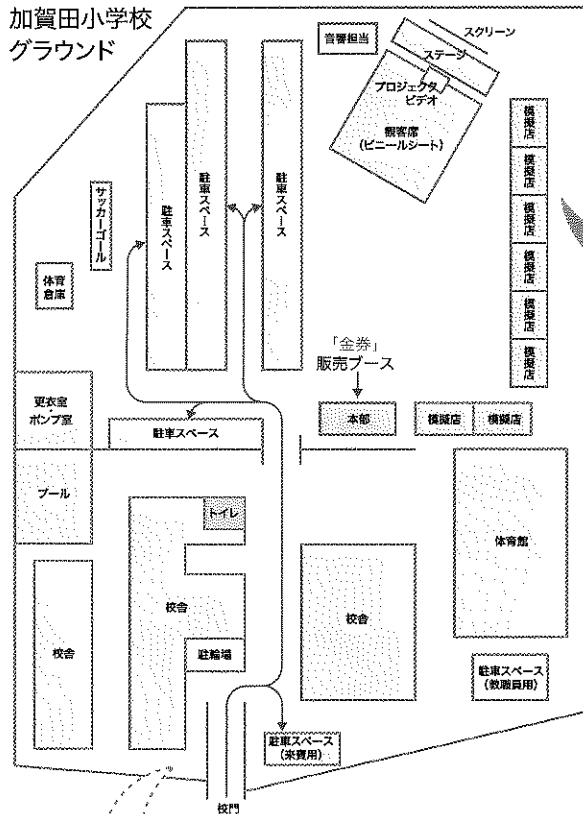 加賀田小学校
グラウンド
音響担当
スクリーン
ステージ
プロジェクタ
ビデオ
観客席
(ビニールシート)
模擬店
模擬店
模擬店
模擬店
模擬店
模擬店
サッカーゴール
駐車スペース
駐車スペース
駐車スペース
体育
倉庫
「金券」
販売ブース
更衣室
・
ポンプ室
駐車スペース
本部
模擬店
模擬店
プール
トイレ
体育館
校舎
校舎
校舎
駐輪場
駐車スペース
(教職員用)
駐車スペース
(来賓用)
校門